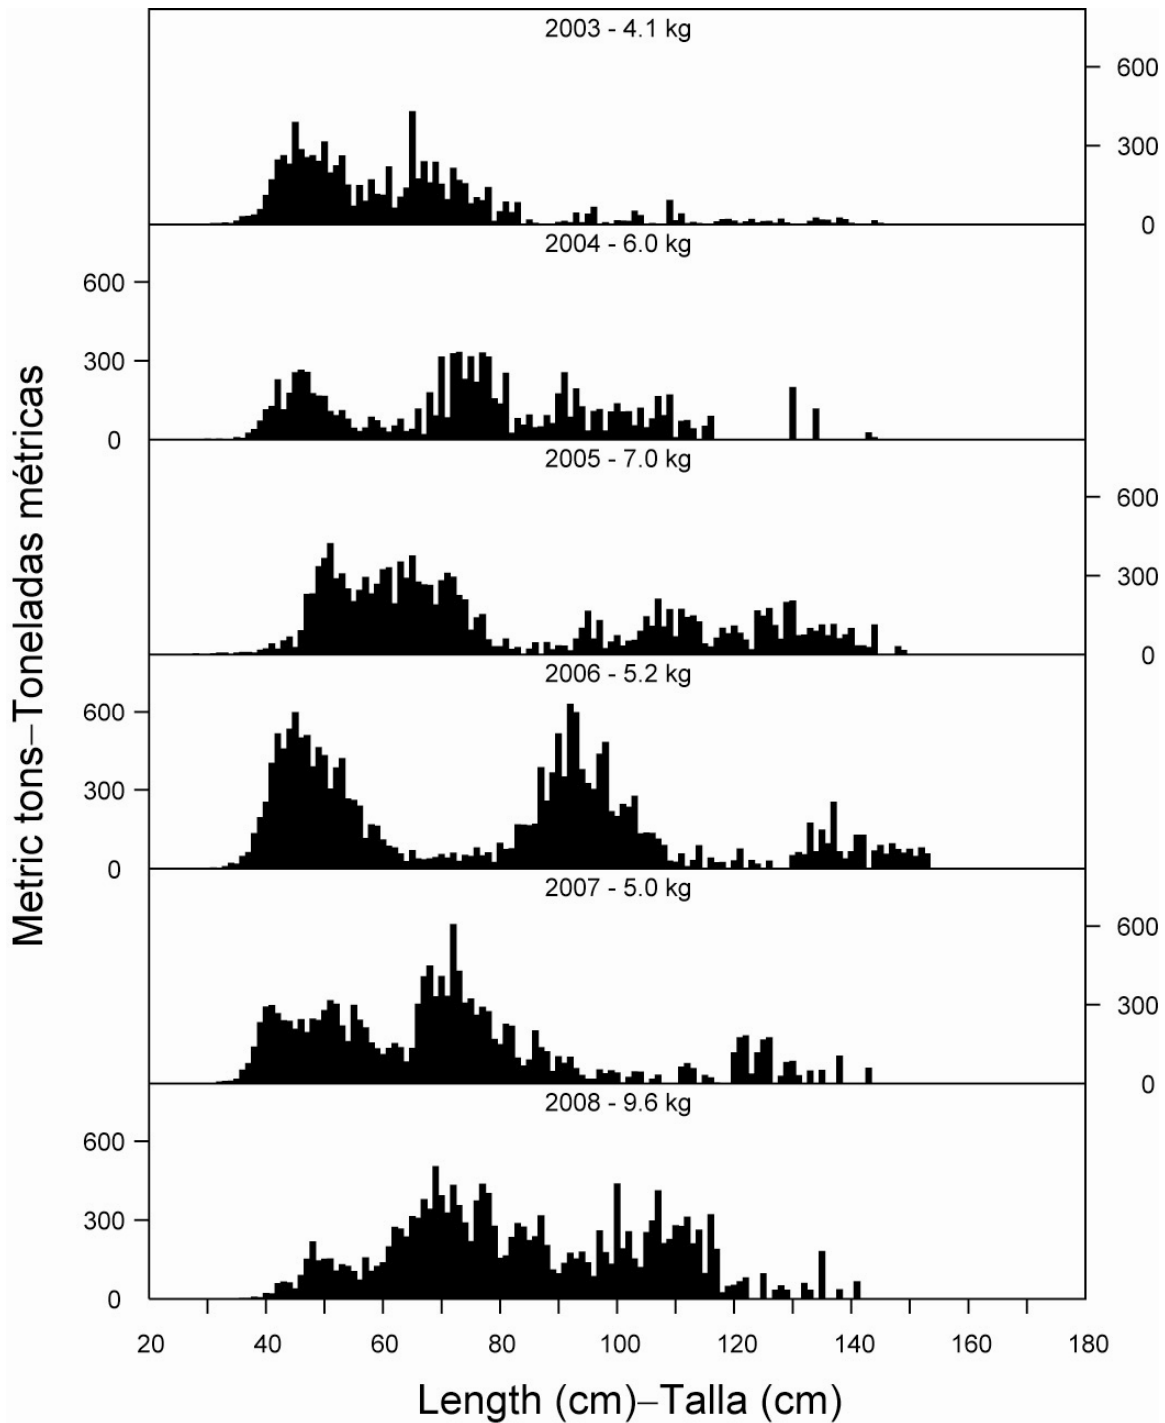 2003 - 4.1 kg
600
300
0
2004 - 6.0 kg
600
300
0
2005 - 7.0 kg
600
300
0
2006 - 5.2 kg
600
300
0
2007 - 5.0 kg
600
300
0
2008 - 9.6 kg
600
300
0
20 40 60 80 100 120 140 160 180
Length (cm)–Talla (cm)
Metric tons–Toneladas métricas